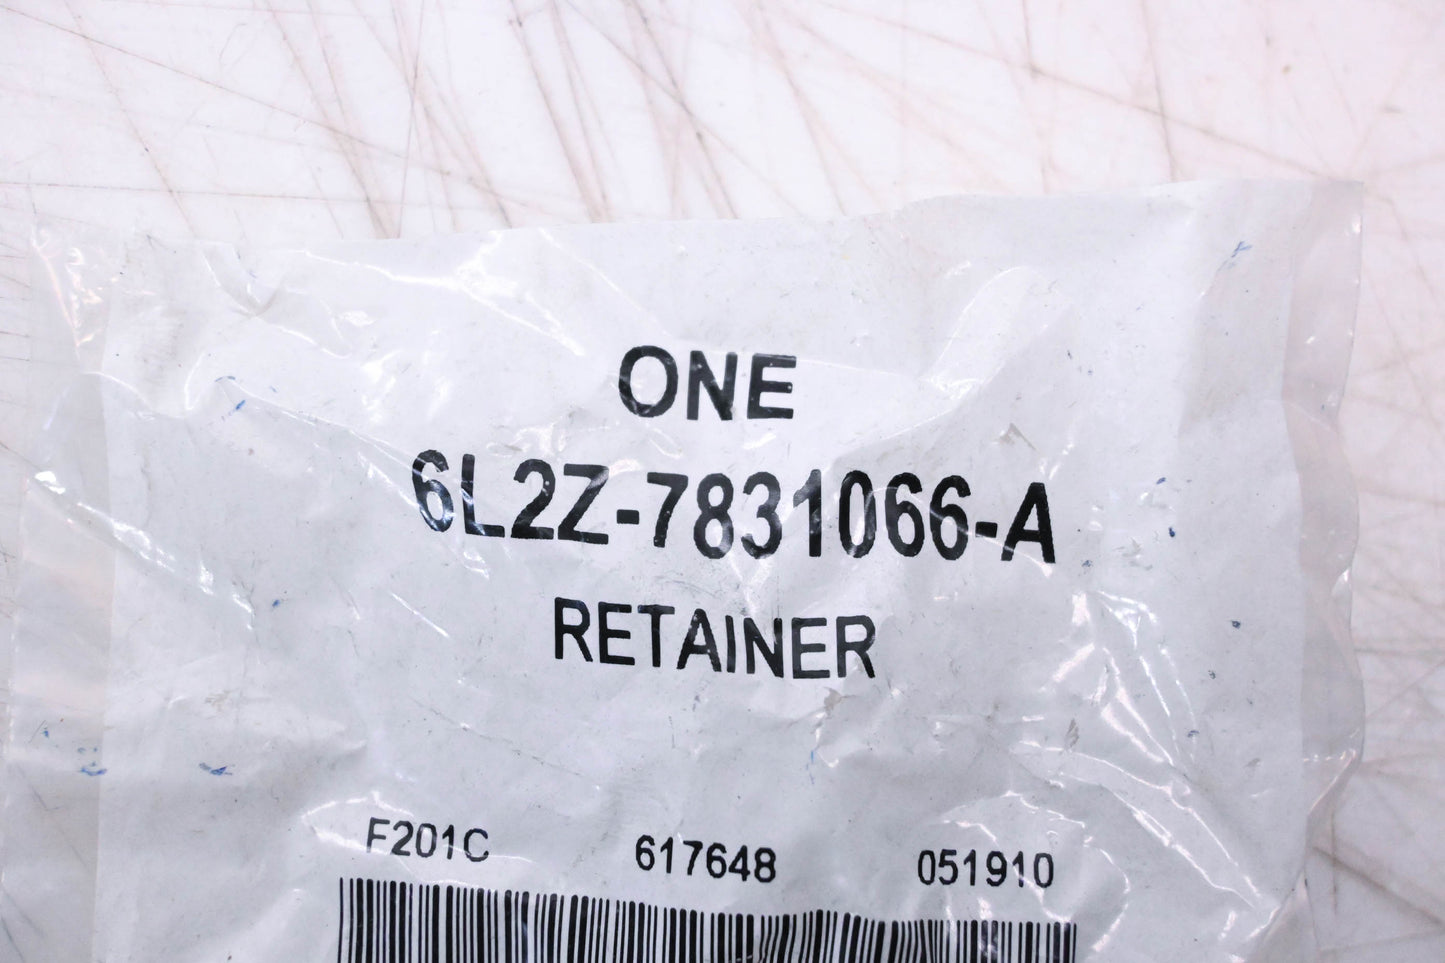 ONE
6L2Z-7831066-A
RETAINER
F201C 617648 051910